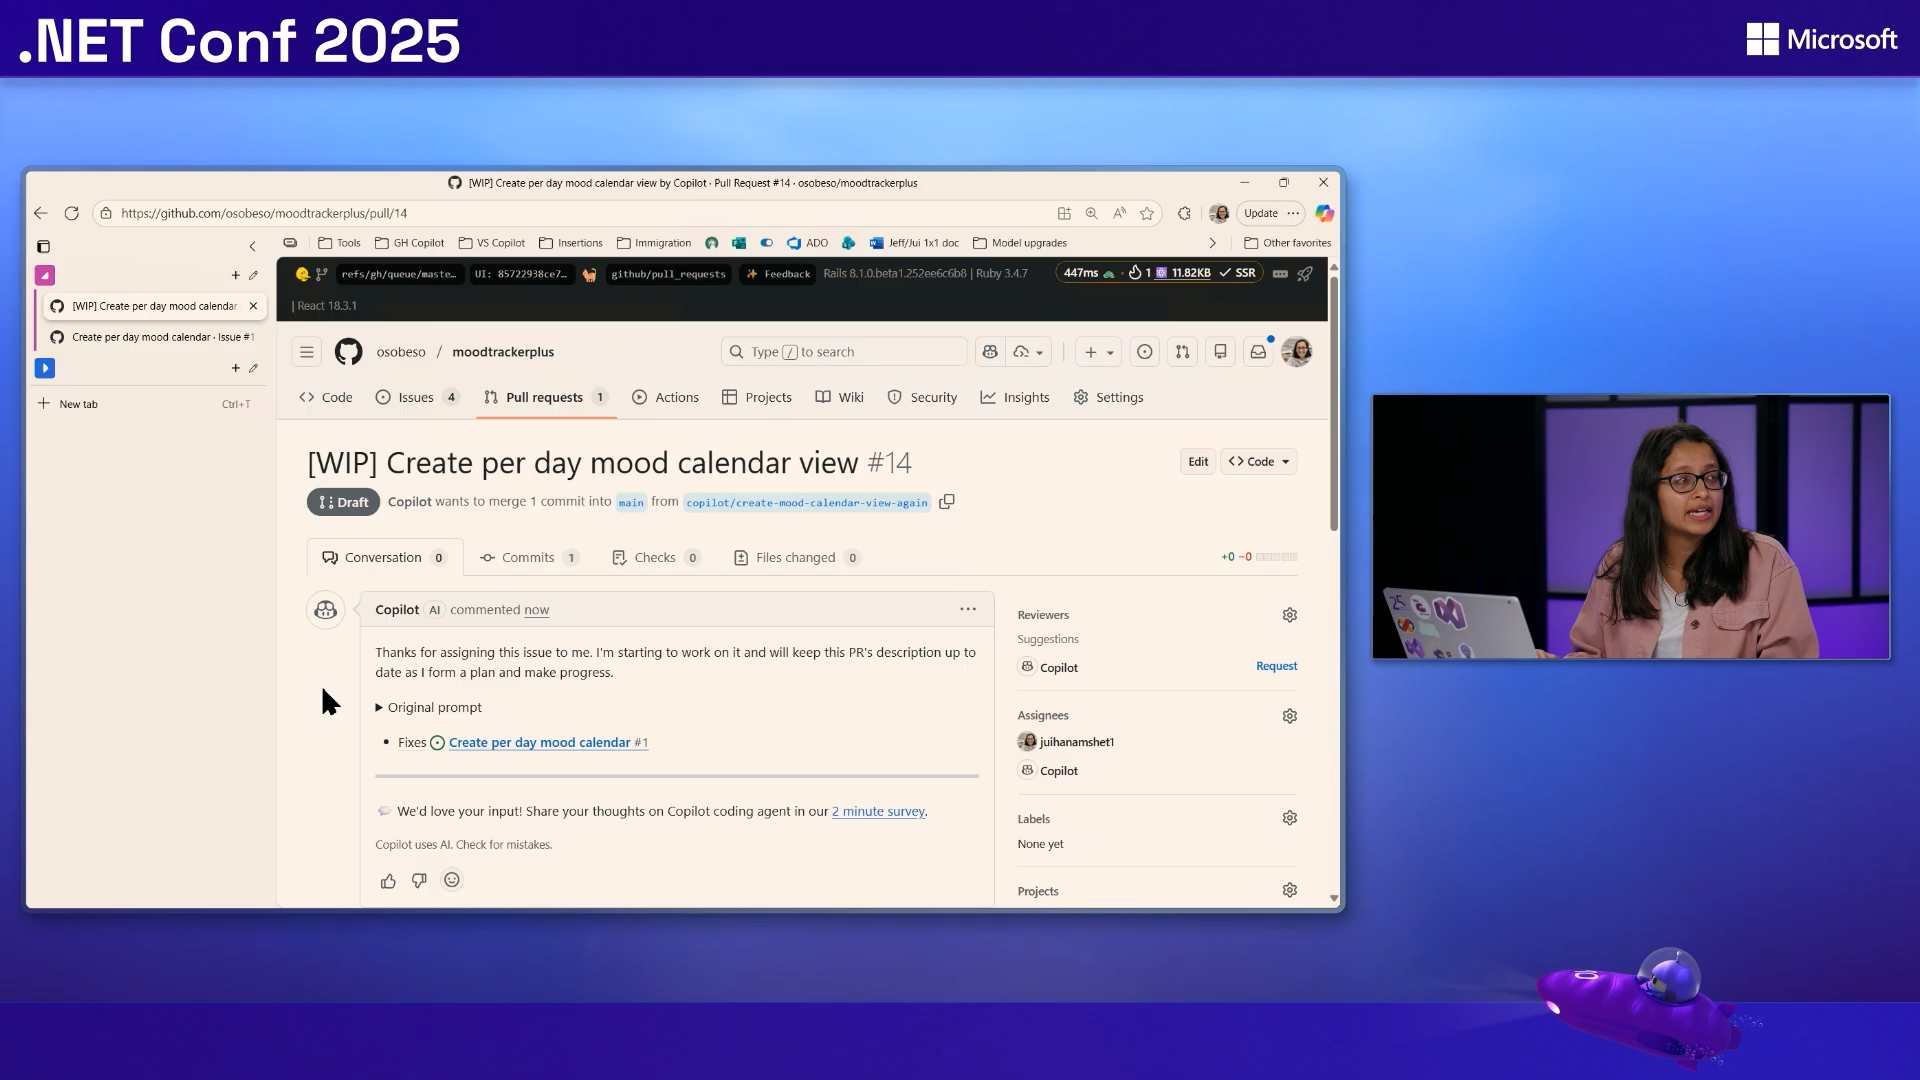 .NET Conf 2025
Microsoft
[WIP] Create per day mood calendar view by Copilot · Pull Request #14 · osobeso/moodtrackerplus
https://github.com/osobeso/moodtrackerplus/pull/14
Update
Tools
GH Copilot
VS Copilot
Insertions
Immigration
ADO
Jeff/Jui 1x1 doc
Model upgrades
Other favorites
[WIP] Create per day mood calendar
Create per day mood calendar · Issue #1
New tab
Ctrl+T
refs/gh/queue/maste...
UI: 85722938ce7...
github/pull_requests
Feedback
Rails 8.1.0.beta1.252ee6c6b8 | Ruby 3.4.7
447ms · 1 11.82KB ✓ SSR
| React 18.3.1
osobeso / moodtrackerplus
Type / to search
Code
Issues 4
Pull requests 1
Actions
Projects
Wiki
Security
Insights
Settings
[WIP] Create per day mood calendar view #14
Edit
Code
Draft
Copilot wants to merge 1 commit into main from copilot/create-mood-calendar-view-again
Conversation 0
Commits 1
Checks 0
Files changed 0
+0 −0
Copilot AI commented now
Thanks for assigning this issue to me. I'm starting to work on it and will keep this PR's description up to
date as I form a plan and make progress.
Original prompt
Fixes Create per day mood calendar #1
We'd love your input! Share your thoughts on Copilot coding agent in our 2 minute survey.
Copilot uses AI. Check for mistakes.
Reviewers
Suggestions
Copilot
Request
Assignees
juihanamshet1
Copilot
Labels
None yet
Projects